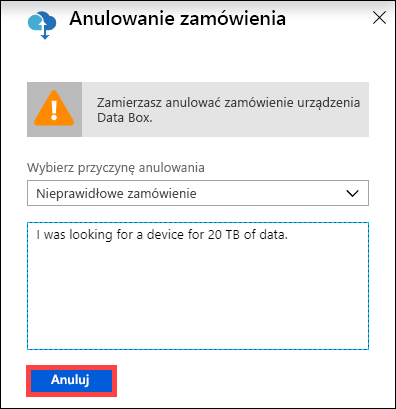 Anulowanie zamówienia
Zamierzasz anulować zamówienie urządzenia
Data Box.
Wybierz przyczynę anulowania
Nieprawidłowe zamówienie
I was looking for a device for 20 TB of data.
Anuluj